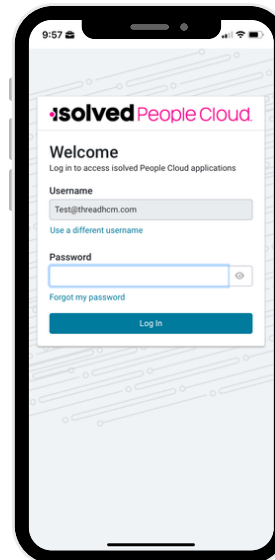 9:57
isolved People Cloud
Welcome
Log in to access isolved People Cloud applications
Username
Test@threadhcm.com
Use a different username
Password
Forgot my password
Log In